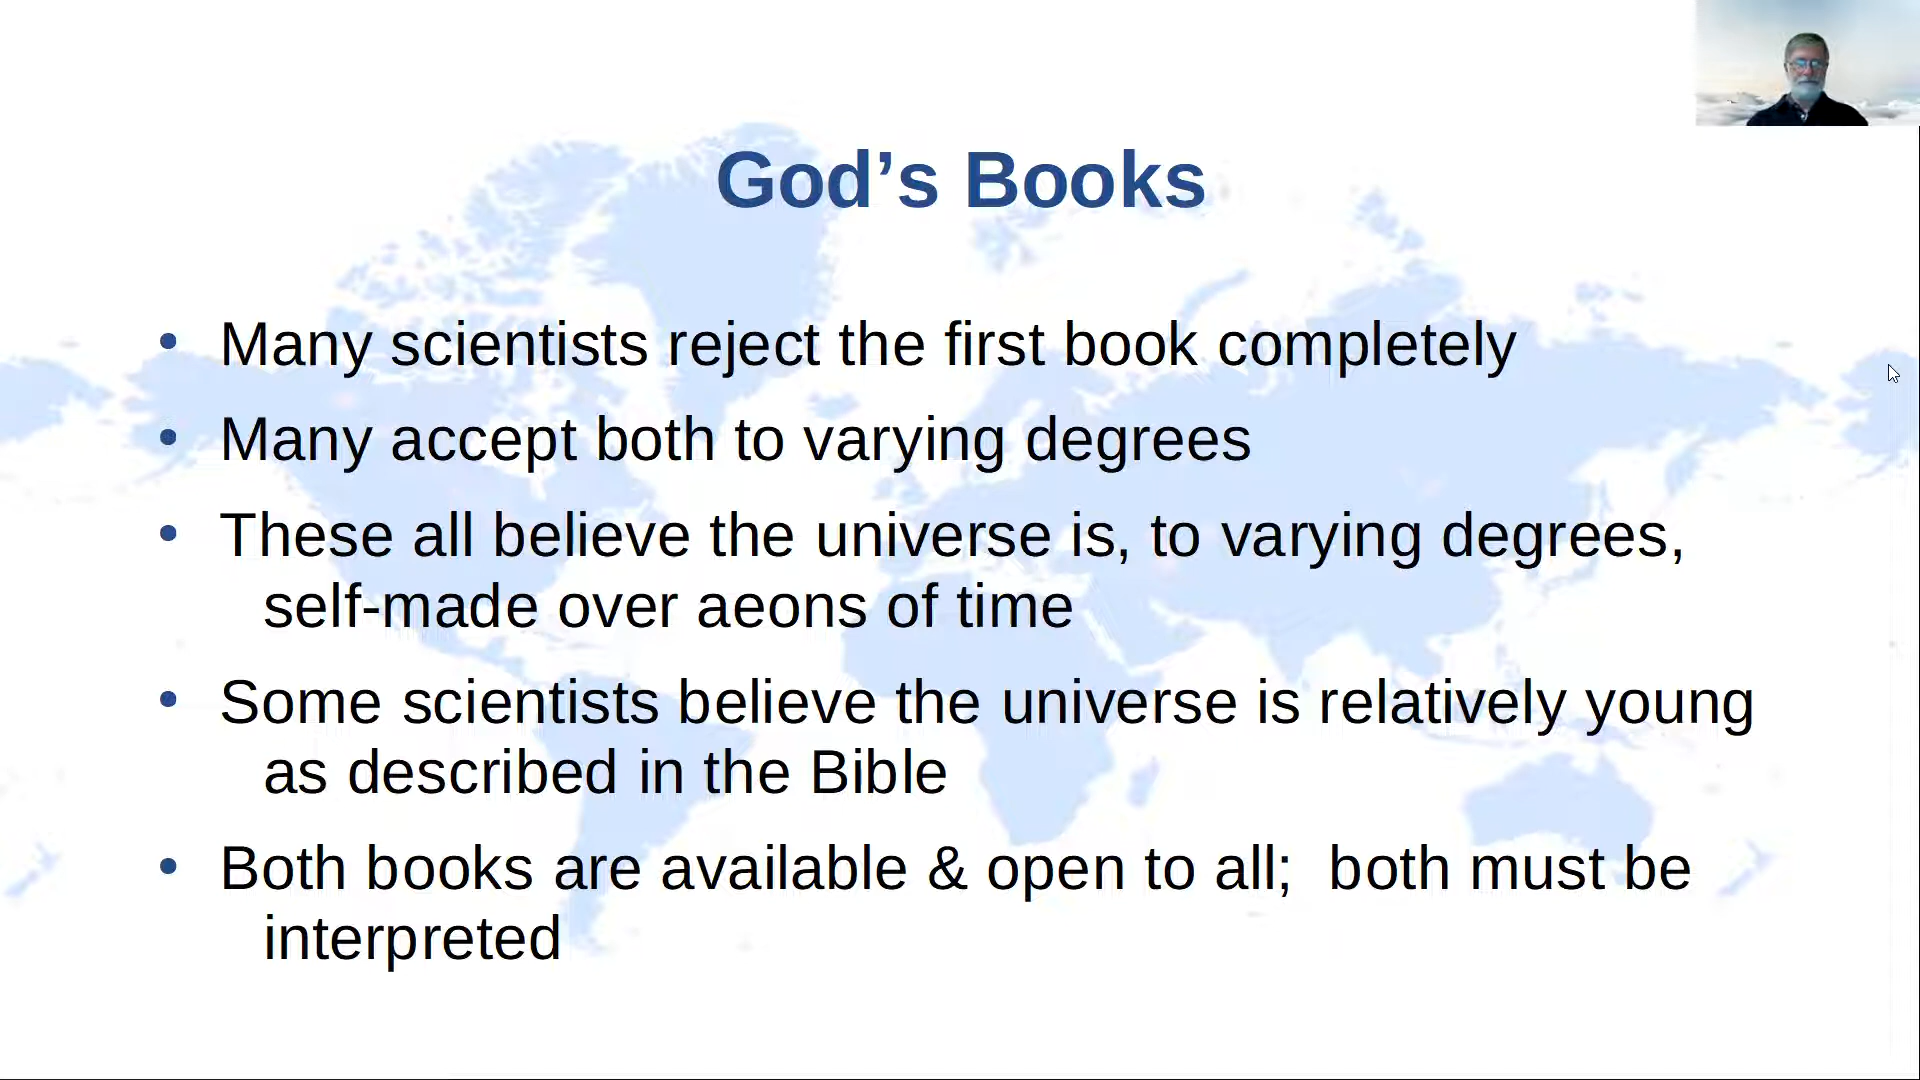 God’s Books
• Many scientists reject the first book completely
• Many accept both to varying degrees
• These all believe the universe is, to varying degrees,
self-made over aeons of time
• Some scientists believe the universe is relatively young
as described in the Bible
• Both books are available & open to all;  both must be
interpreted